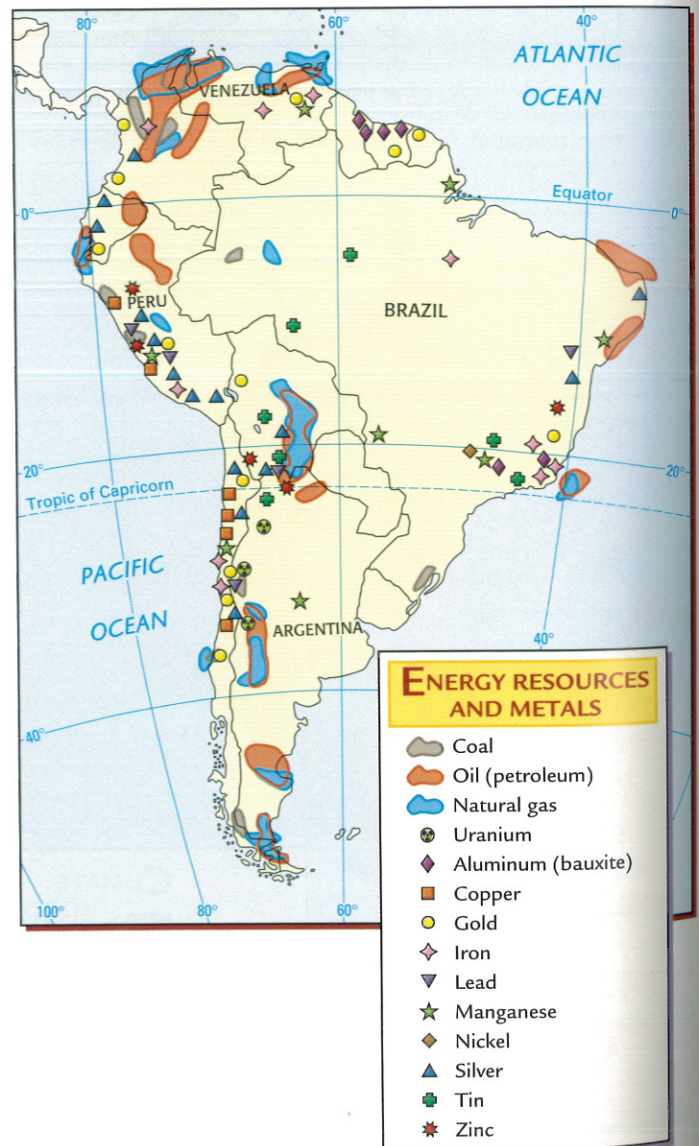 80°
60°
40°
ATLANTIC
OCEAN
VENEZUELA
Equator
0°
0°
PERU
BRAZIL
20°
20°
Tropic of Capricorn
PACIFIC
OCEAN
ARGENTINA
40°
40°
100°
80°
60°
ENERGY RESOURCES
AND METALS
Coal
Oil (petroleum)
Natural gas
Uranium
Aluminum (bauxite)
Copper
Gold
Iron
Lead
Manganese
Nickel
Silver
Tin
Zinc